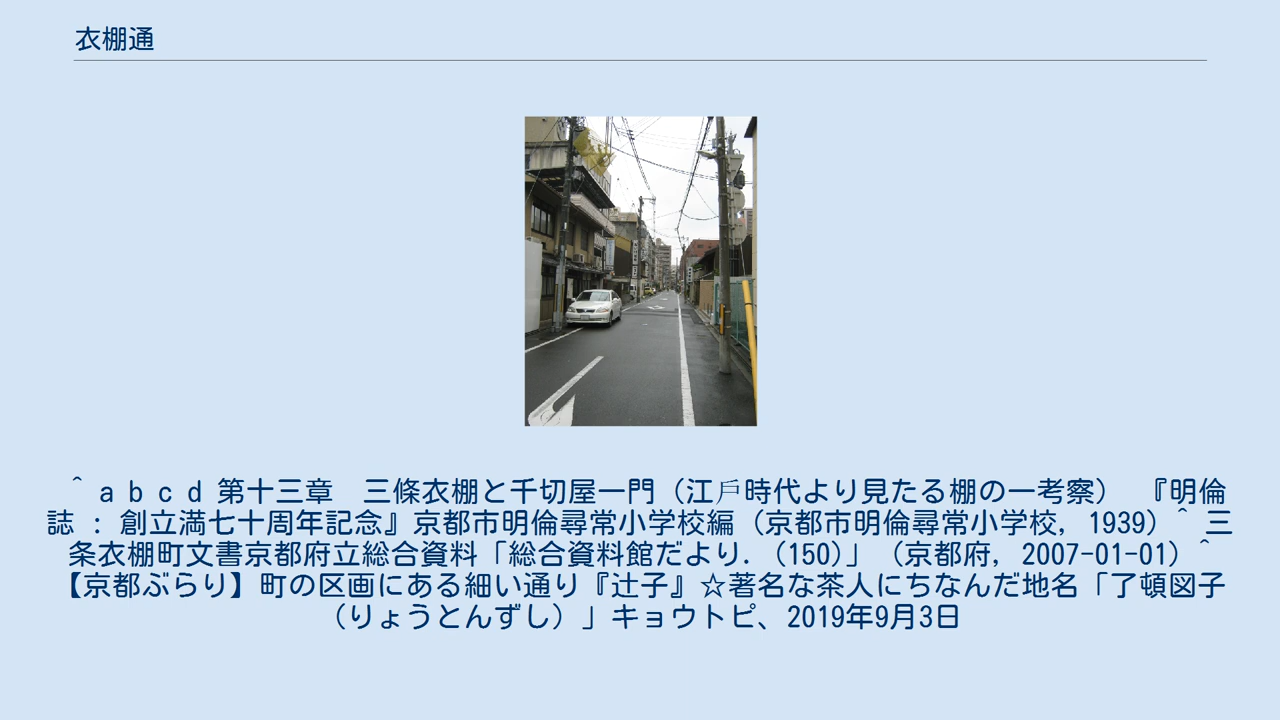 衣棚通
^ a b c d 第十三章　三條衣棚と千切屋一門（江戶時代より見たる棚の一考察）　『明倫
誌 : 創立満七十周年記念』京都市明倫尋常小学校編（京都市明倫尋常小学校, 1939）^ 三
条衣棚町文書京都府立総合資料「総合資料館だより. (150)」（京都府, 2007-01-01）^
【京都ぶらり】町の区画にある細い通り『辻子』☆著名な茶人にちなんだ地名「了頓図子
（りょうとんずし）」キョウトピ、2019年9月3日